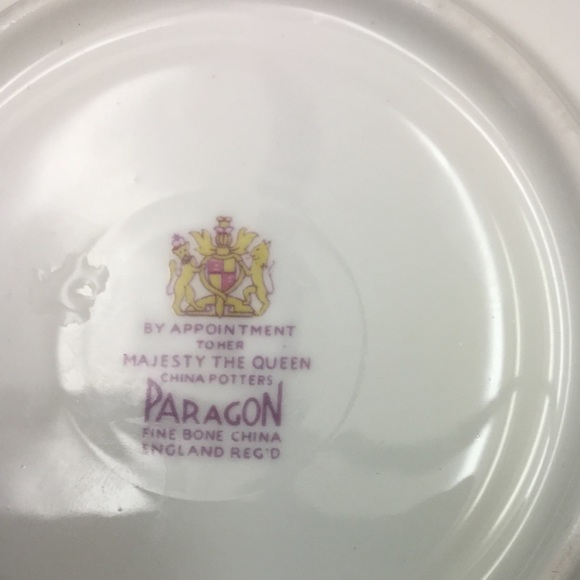 BY APPOINTMENT
TO HER
MAJESTY THE QUEEN
CHINA POTTERS
PARAGON
FINE BONE CHINA
ENGLAND REG'D